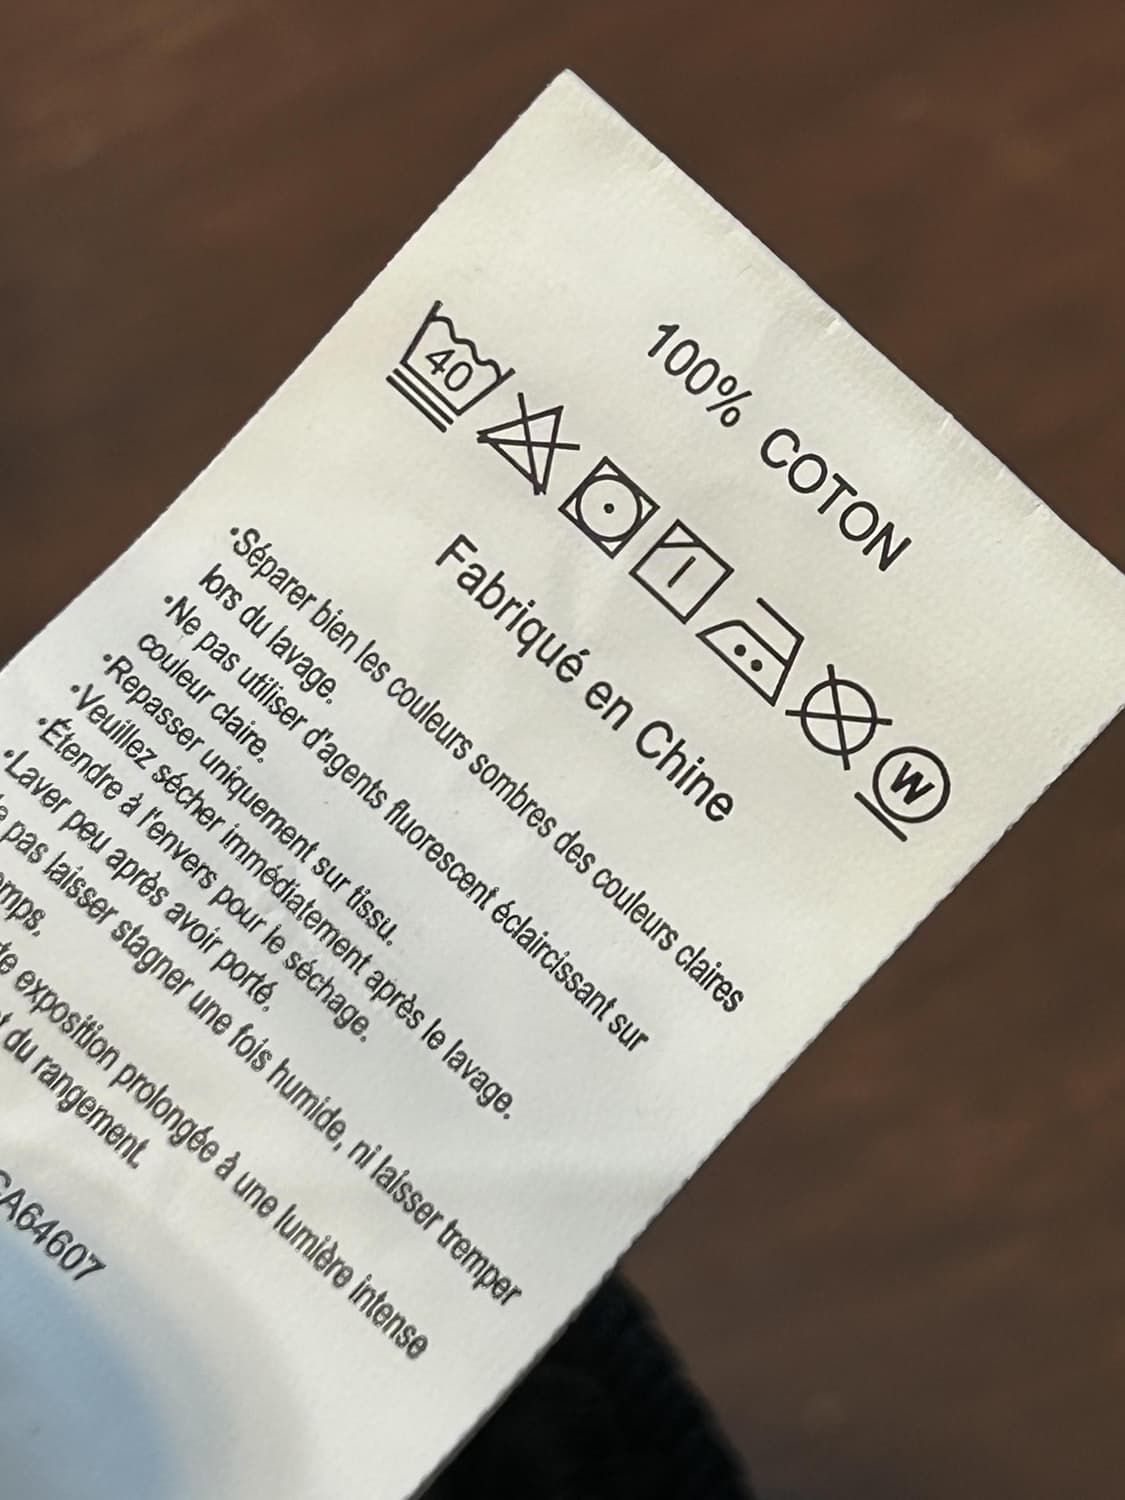 100% COTON
40
W
Fabriqué en Chine
•Séparer bien les couleurs sombres des couleurs claires
lors du lavage.
•Ne pas utiliser d'agents fluorescent éclaircissant sur
couleur claire.
•Repasser uniquement sur tissu.
•Veuillez sécher immédiatement après le lavage.
•Étendre à l'envers pour le séchage.
•Laver peu après avoir porté.
pas laisser stagner une fois humide, ni laisser tremper
exposition prolongée à une lumière intense
du rangement.
CA64607